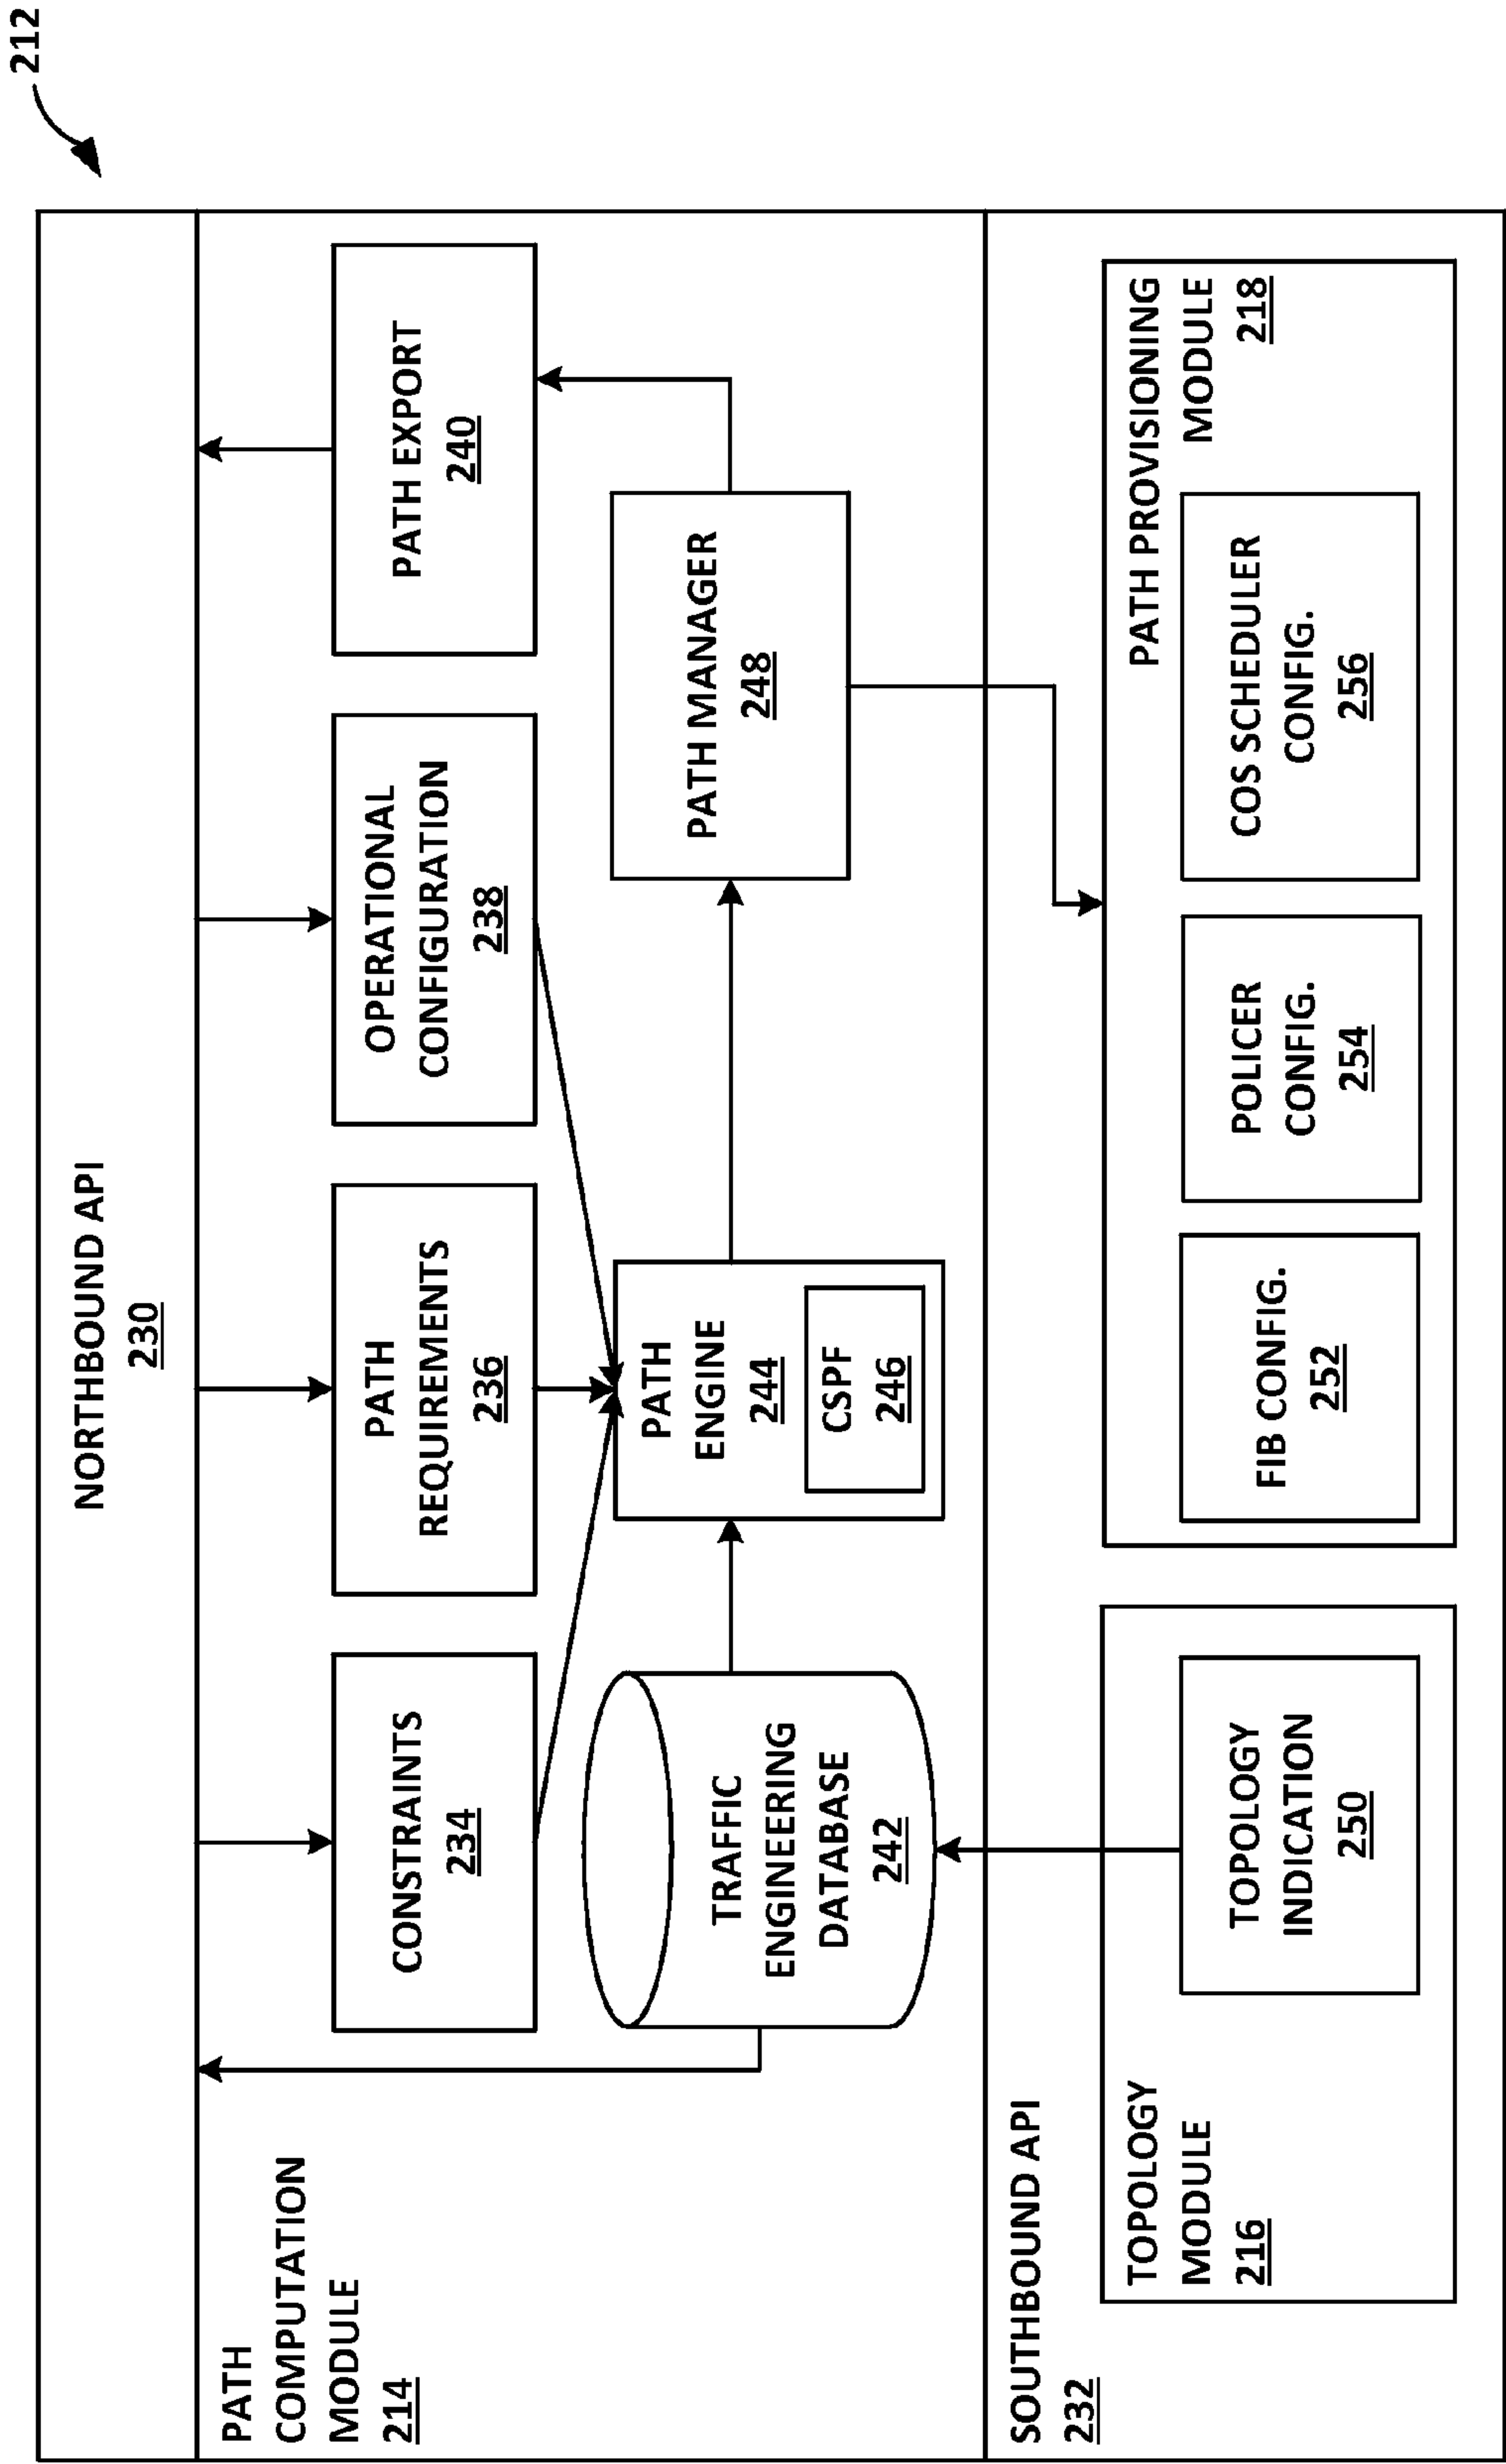 212
NORTHBOUND API
230
PATH
COMPUTATION
MODULE
214
CONSTRAINTS
234
PATH
REQUIREMENTS
236
OPERATIONAL
CONFIGURATION
238
PATH EXPORT
240
TRAFFIC
ENGINEERING
DATABASE
242
PATH
ENGINE
244
CSPF
246
PATH MANAGER
248
SOUTHBOUND API
232
TOPOLOGY
MODULE
216
TOPOLOGY
INDICATION
250
PATH PROVISIONING
MODULE
218
FIB CONFIG.
252
POLICER
CONFIG.
254
COS SCHEDULER
CONFIG.
256